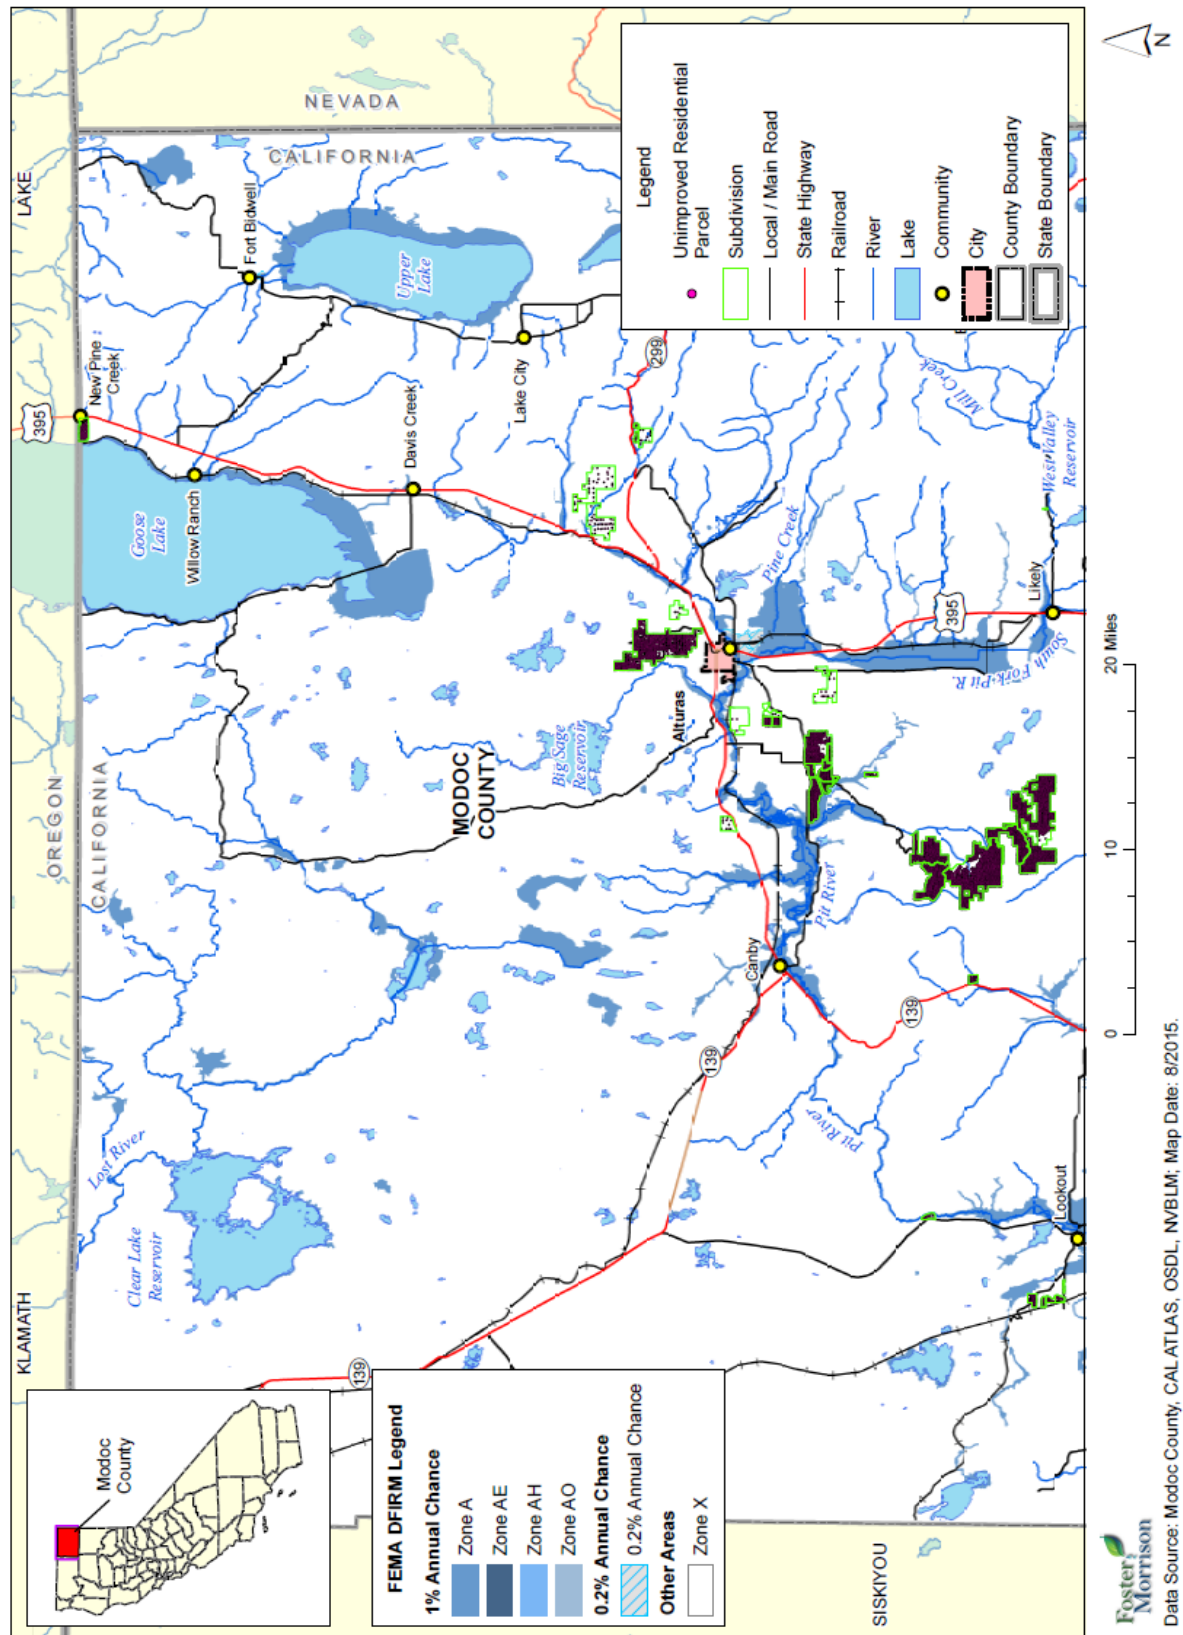 KLAMATH
LAKE
OREGON
CALIFORNIA
NEVADA
CALIFORNIA
395
New Pine
Creek
Fort Bidwell
Goose
Lake
Willow Ranch
Upper
Lake
Lost River
Clear Lake
Reservoir
Davis Creek
Lake City
MODOC
COUNTY
Big Sage
Reservoir
299
139
139
139
Alturas
Pine Creek
Canby
Pit River
Pit River
Mill Creek
395
South Fork Pit R.
West Valley
Reservoir
Likely
Lookout
SISKIYOU
Modoc
County
FEMA DFIRM Legend
1% Annual Chance
Zone A
Zone AE
Zone AH
Zone AO
0.2% Annual Chance
0.2% Annual Chance
Other Areas
Zone X
Legend
Unimproved Residential
Parcel
Subdivision
Local / Main Road
State Highway
Railroad
River
Lake
Community
City
County Boundary
State Boundary
0
10
20 Miles
N
Foster
Morrison
Data Source: Modoc County, CAL ATLAS, OSDL, NVBLM; Map Date: 8/2015.